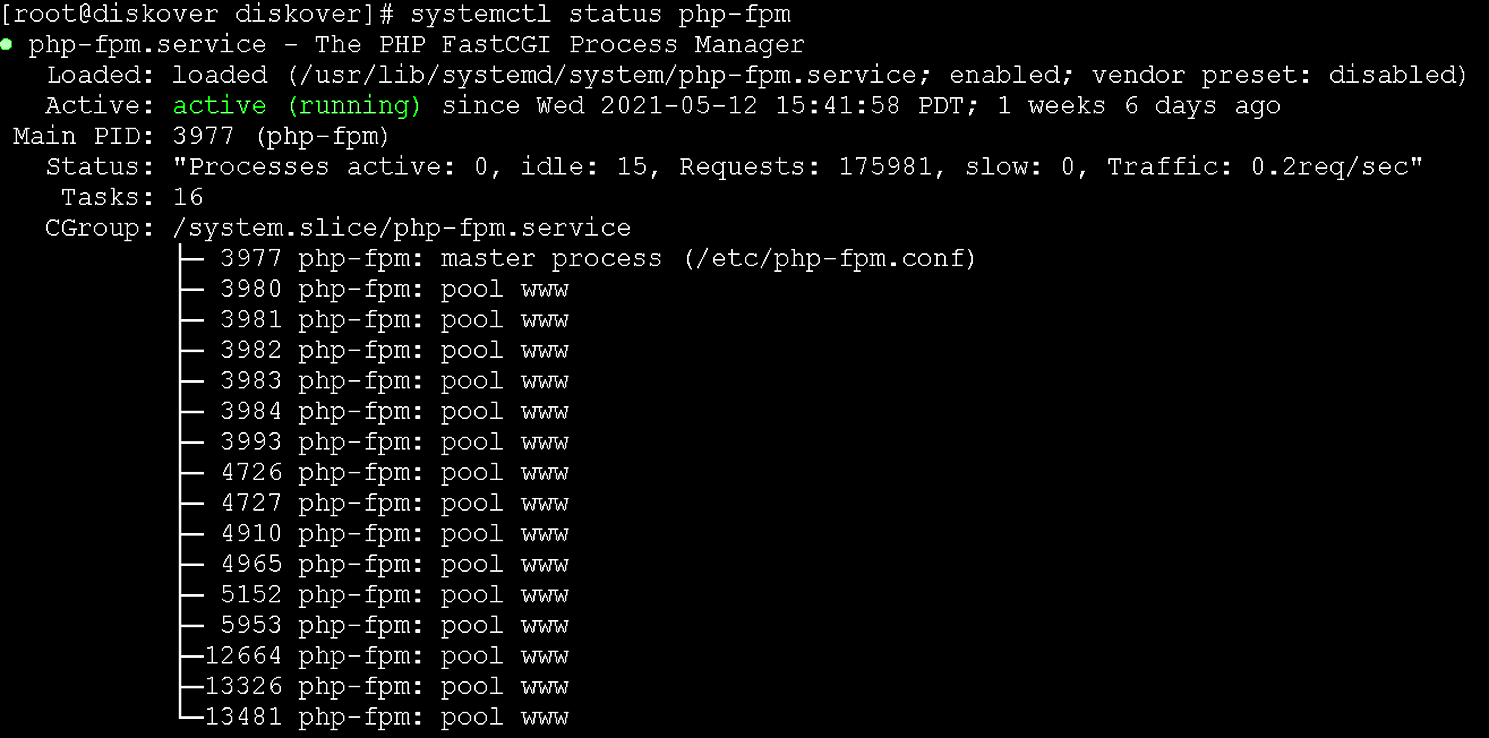 [root@diskover diskover]# systemctl status php-fpm
● php-fpm.service - The PHP FastCGI Process Manager
   Loaded: loaded (/usr/lib/systemd/system/php-fpm.service; enabled; vendor preset: disabled)
   Active: active (running) since Wed 2021-05-12 15:41:58 PDT; 1 weeks 6 days ago
 Main PID: 3977 (php-fpm)
   Status: "Processes active: 0, idle: 15, Requests: 175981, slow: 0, Traffic: 0.2req/sec"
    Tasks: 16
   CGroup: /system.slice/php-fpm.service
           ├─ 3977 php-fpm: master process (/etc/php-fpm.conf)
           ├─ 3980 php-fpm: pool www
           ├─ 3981 php-fpm: pool www
           ├─ 3982 php-fpm: pool www
           ├─ 3983 php-fpm: pool www
           ├─ 3984 php-fpm: pool www
           ├─ 3993 php-fpm: pool www
           ├─ 4726 php-fpm: pool www
           ├─ 4727 php-fpm: pool www
           ├─ 4910 php-fpm: pool www
           ├─ 4965 php-fpm: pool www
           ├─ 5152 php-fpm: pool www
           ├─ 5953 php-fpm: pool www
           ├─12664 php-fpm: pool www
           ├─13326 php-fpm: pool www
           └─13481 php-fpm: pool www